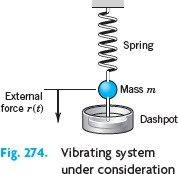 Spring
Mass m
External
force r(t)
Dashpot
Fig. 274. Vibrating system
under consideration